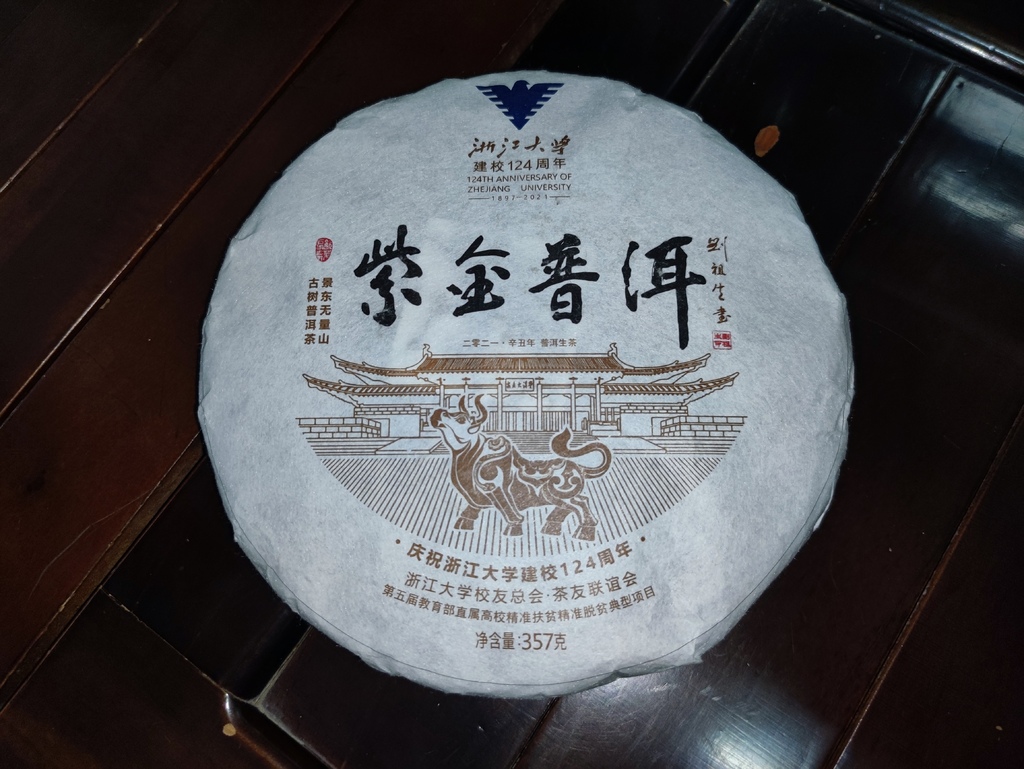 浙江大学
建校124周年
124TH ANNIVERSARY OF
ZHEJIANG UNIVERSITY
1897-2021
紫金普洱
刘祖生书
景东无量山
古树普洱茶
二零二一·辛丑年 普洱生茶
·庆祝浙江大学建校124周年·
浙江大学校友总会·茶友联谊会
第五届教育部直属高校精准扶贫精准脱贫典型项目
净含量:357克